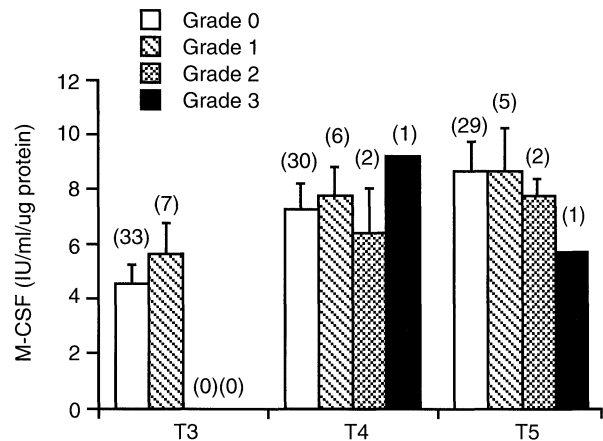 Grade 0
Grade 1
Grade 2
Grade 3
M-CSF (IU/ml/ug protein)
12
10
8
6
4
2
0
(33)
(7)
(0)(0)
(30)
(6)
(2)
(1)
(29)
(5)
(2)
(1)
T3
T4
T5